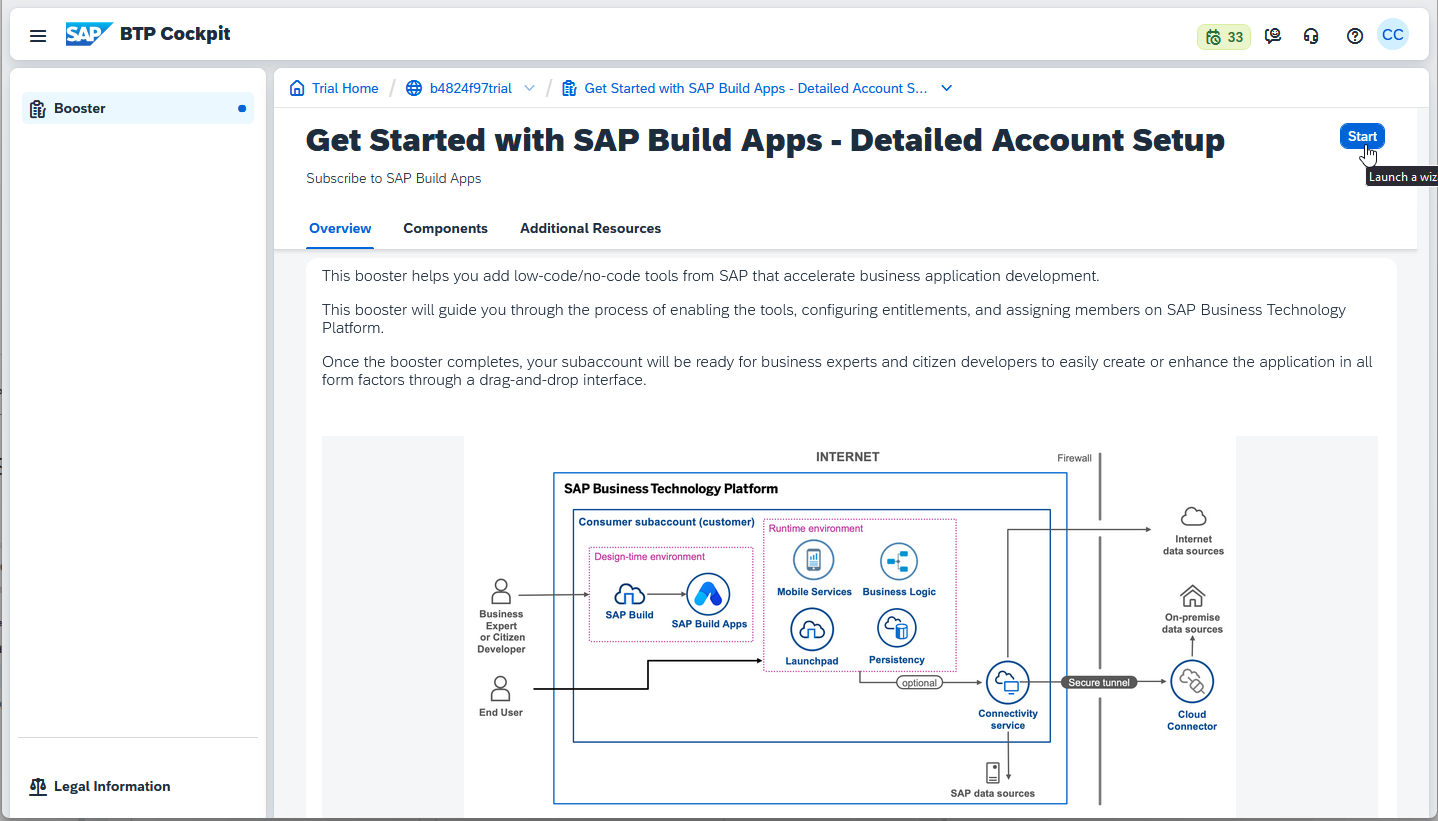 SAP BTP Cockpit
33
CC
Booster
Trial Home / b4824f97trial / Get Started with SAP Build Apps - Detailed Account S...
Get Started with SAP Build Apps - Detailed Account Setup
Start
Launch a wiz
Subscribe to SAP Build Apps
Overview Components Additional Resources
This booster helps you add low-code/no-code tools from SAP that accelerate business application development.
This booster will guide you through the process of enabling the tools, configuring entitlements, and assigning members on SAP Business Technology
Platform.
Once the booster completes, your subaccount will be ready for business experts and citizen developers to easily create or enhance the application in all
form factors through a drag-and-drop interface.
INTERNET
Firewall
SAP Business Technology Platform
Consumer subaccount (customer)
Runtime environment
Design-time environment
Mobile Services
Business Logic
SAP Build
SAP Build Apps
Launchpad
Persistency
Business
Expert
or Citizen
Developer
End User
optional
Connectivity
service
Secure tunnel
Internet
data sources
On-premise
data sources
Cloud
Connector
SAP data sources
Legal Information